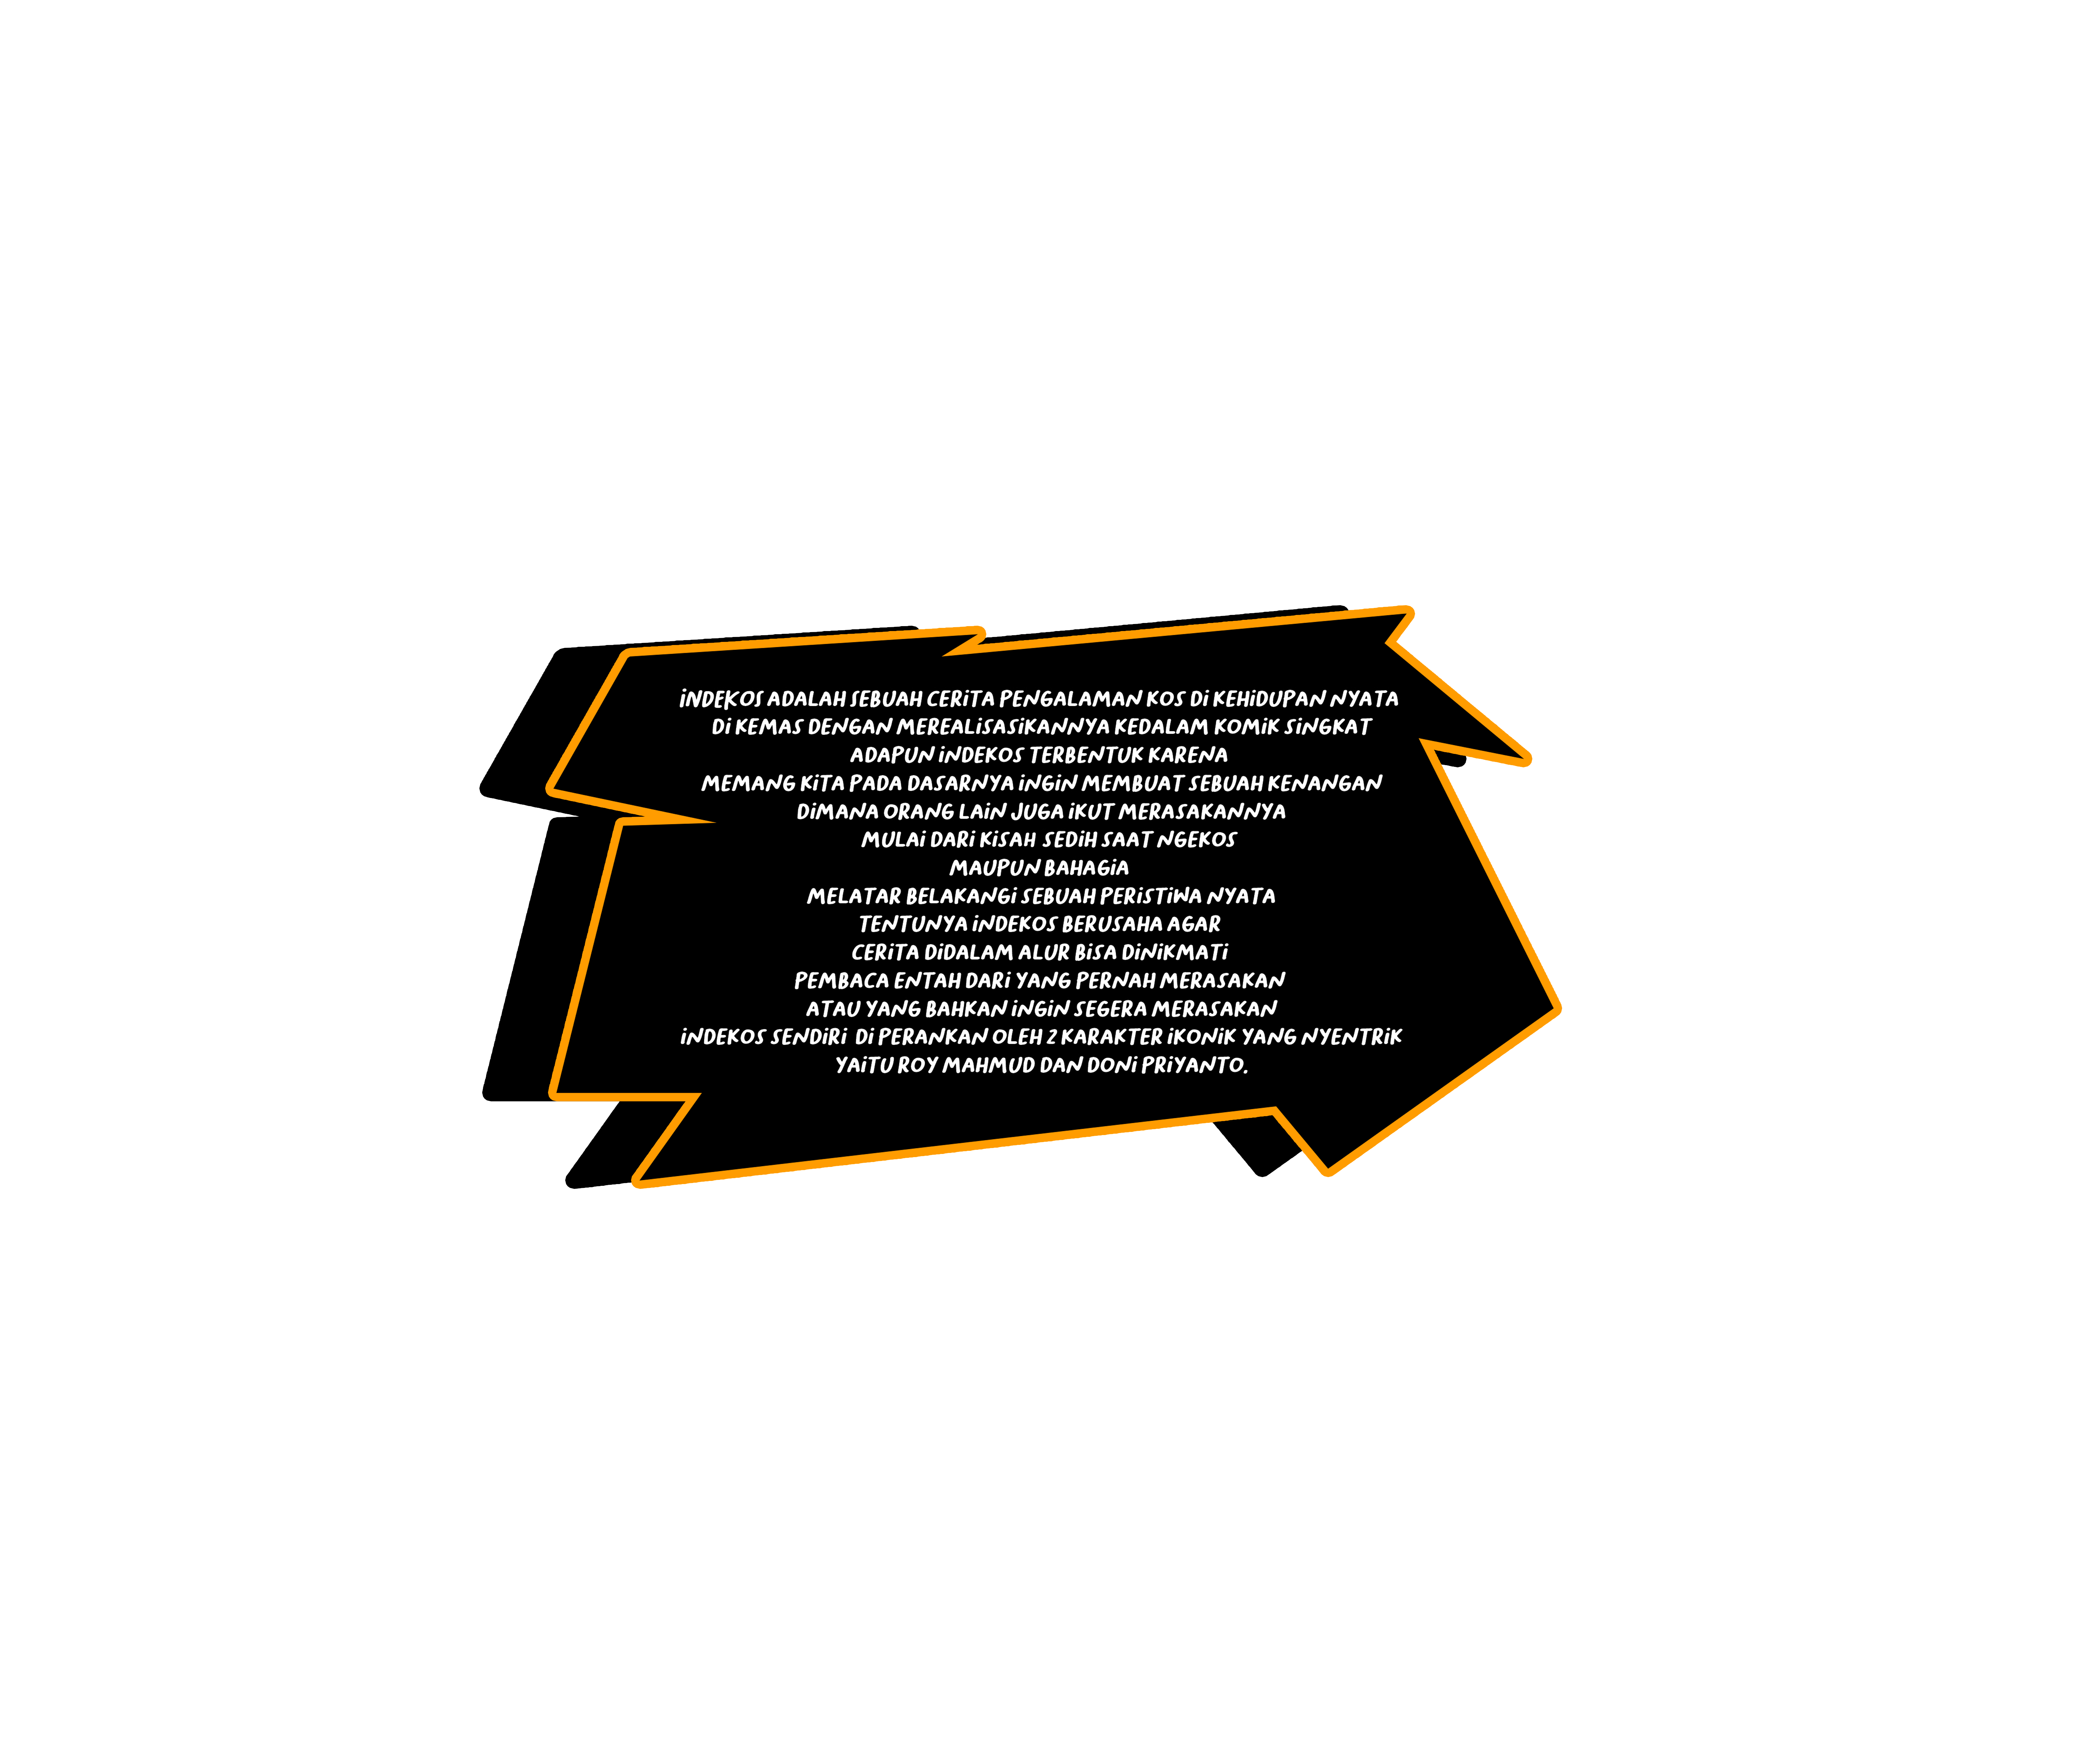 INDEKOS ADALAH SEBUAH CERITA PENGALAMAN KOS DI KEHIDUPAN NYATA
DI KEMAS DENGAN MEREALISASIKANNYA KEDALAM KOMIK SINGKAT
ADAPUN INDEKOS TERBENTUK KARENA
MEMANG KITA PADA DASARNYA INGIN MEMBUAT SEBUAH KENANGAN
DIMANA ORANG LAIN JUGA IKUT MERASAKANNYA
MULAI DARI KISAH SEDIH SAAT NGEKOS
MAUPUN BAHAGIA
MELATAR BELAKANGI SEBUAH PERISTIWA NYATA
TENTUNYA INDEKOS BERUSAHA AGAR
CERITA DIDALAM ALUR BISA DINIKMATI
PEMBACA ENTAH DARI YANG PERNAH MERASAKAN
ATAU YANG BAHKAN INGIN SEGERA MERASAKAN
INDEKOS SENDIRI DI PERANKAN OLEH 2 KARAKTER IKONIK YANG NYENTRIK
YAITU ROY MAHMUD DAN DONI PRIYANTO.